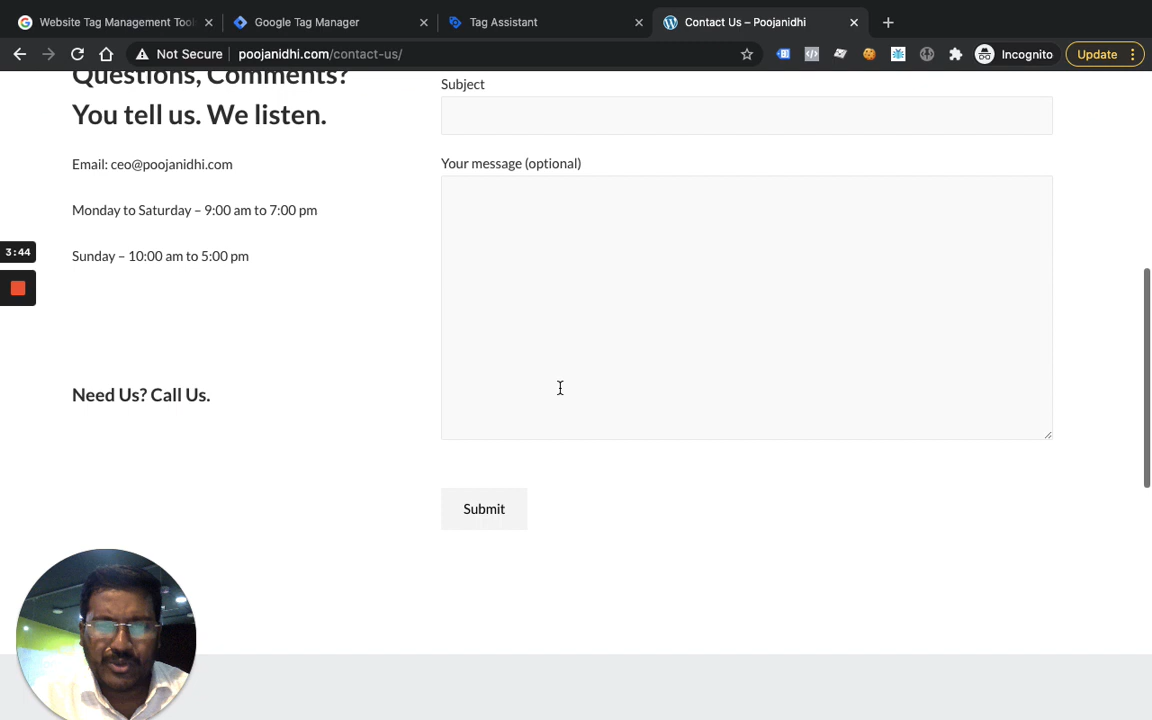 Website Tag Management Tool
Google Tag Manager
Tag Assistant
Contact Us – Poojanidhi
Not Secure
poojanidhi.com/contact-us/
Incognito
Update
Questions, Comments?
You tell us. We listen.
Email: ceo@poojanidhi.com
Monday to Saturday – 9:00 am to 7:00 pm
Sunday – 10:00 am to 5:00 pm
3:44
Need Us? Call Us.
Subject
Your message (optional)
Submit